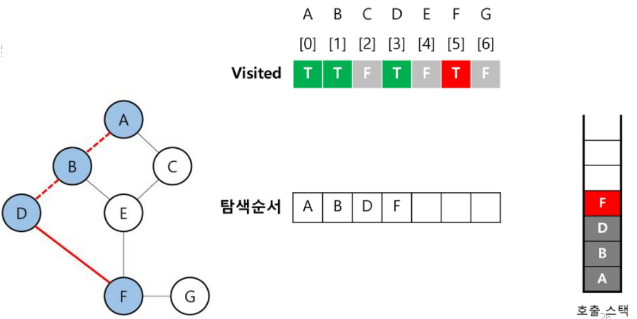 A B C D E F G
[0] [1] [2] [3] [4] [5] [6]
Visited T T F T F T F
A
B C
D E
F G
탐색순서 A B D F
F
D
B
A
호출 스택